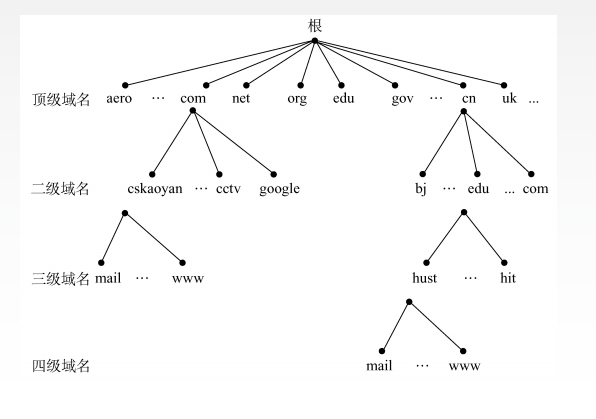 根
顶级域名 aero … com net org edu gov … cn uk ...
二级域名 cskaoyan … cctv google bj … edu ... com
三级域名 mail … www hust … hit
mail … www
四级域名